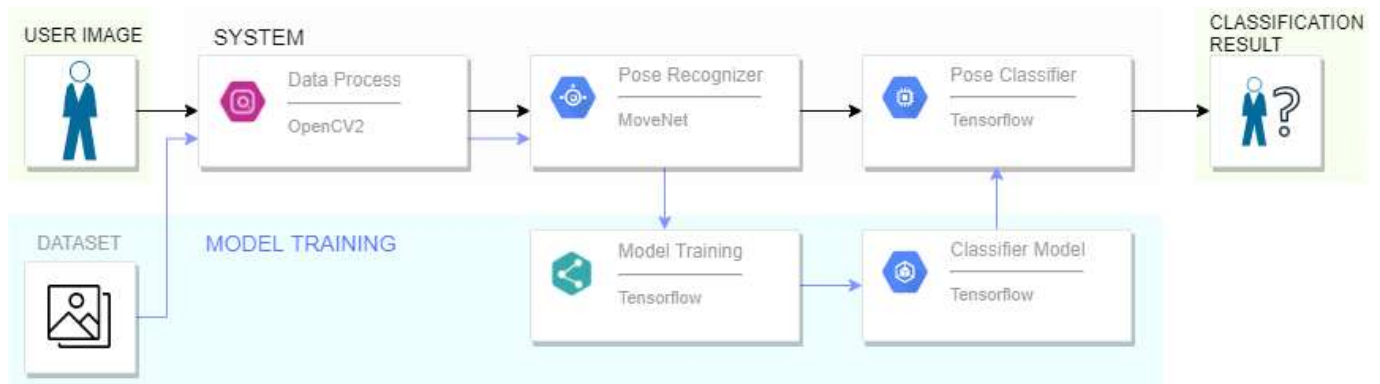 USER IMAGE
SYSTEM
CLASSIFICATION
RESULT
Data Process
OpenCV2
Pose Recognizer
MoveNet
Pose Classifier
Tensorflow
DATASET
MODEL TRAINING
Model Training
Tensorflow
Classifier Model
Tensorflow